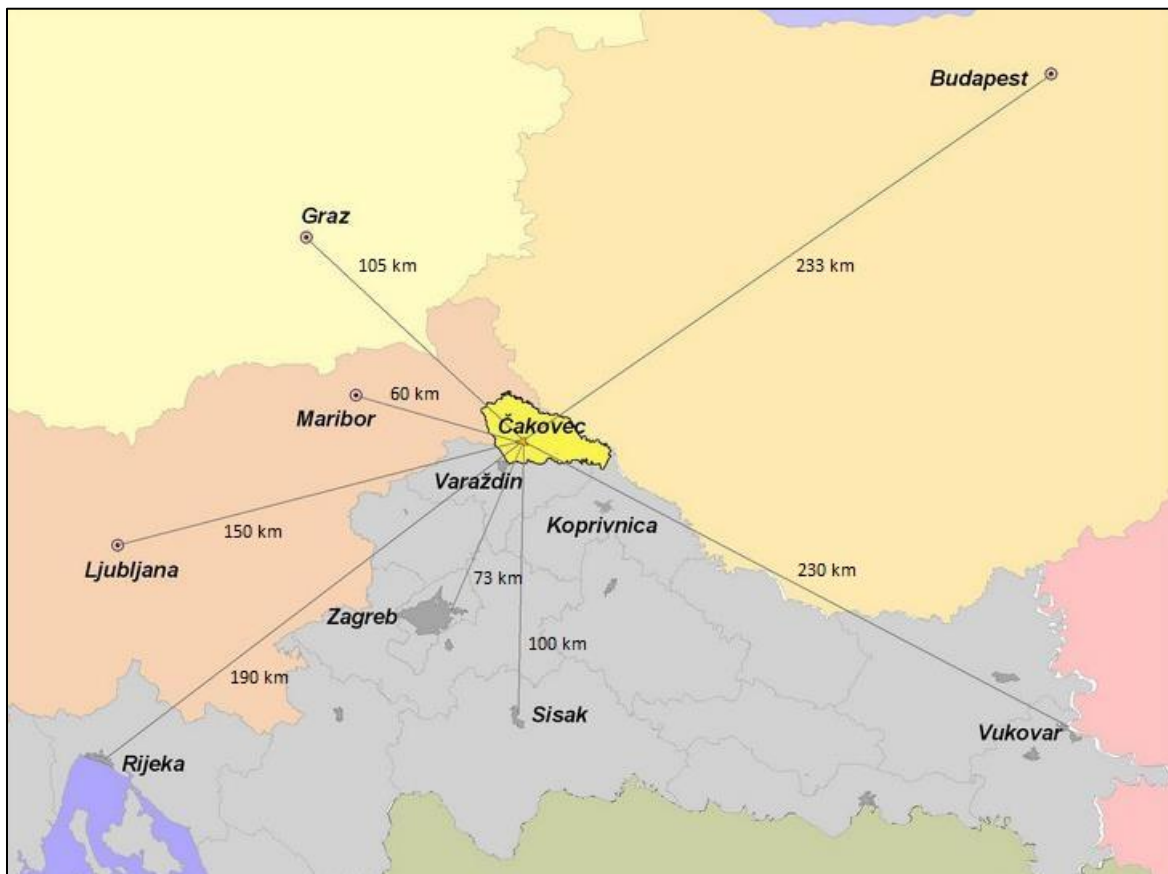 Budapest
Graz
105 km
233 km
60 km
Maribor
Čakovec
Varaždin
Koprivnica
150 km
Ljubljana
73 km
230 km
Zagreb
100 km
190 km
Sisak
Vukovar
Rijeka